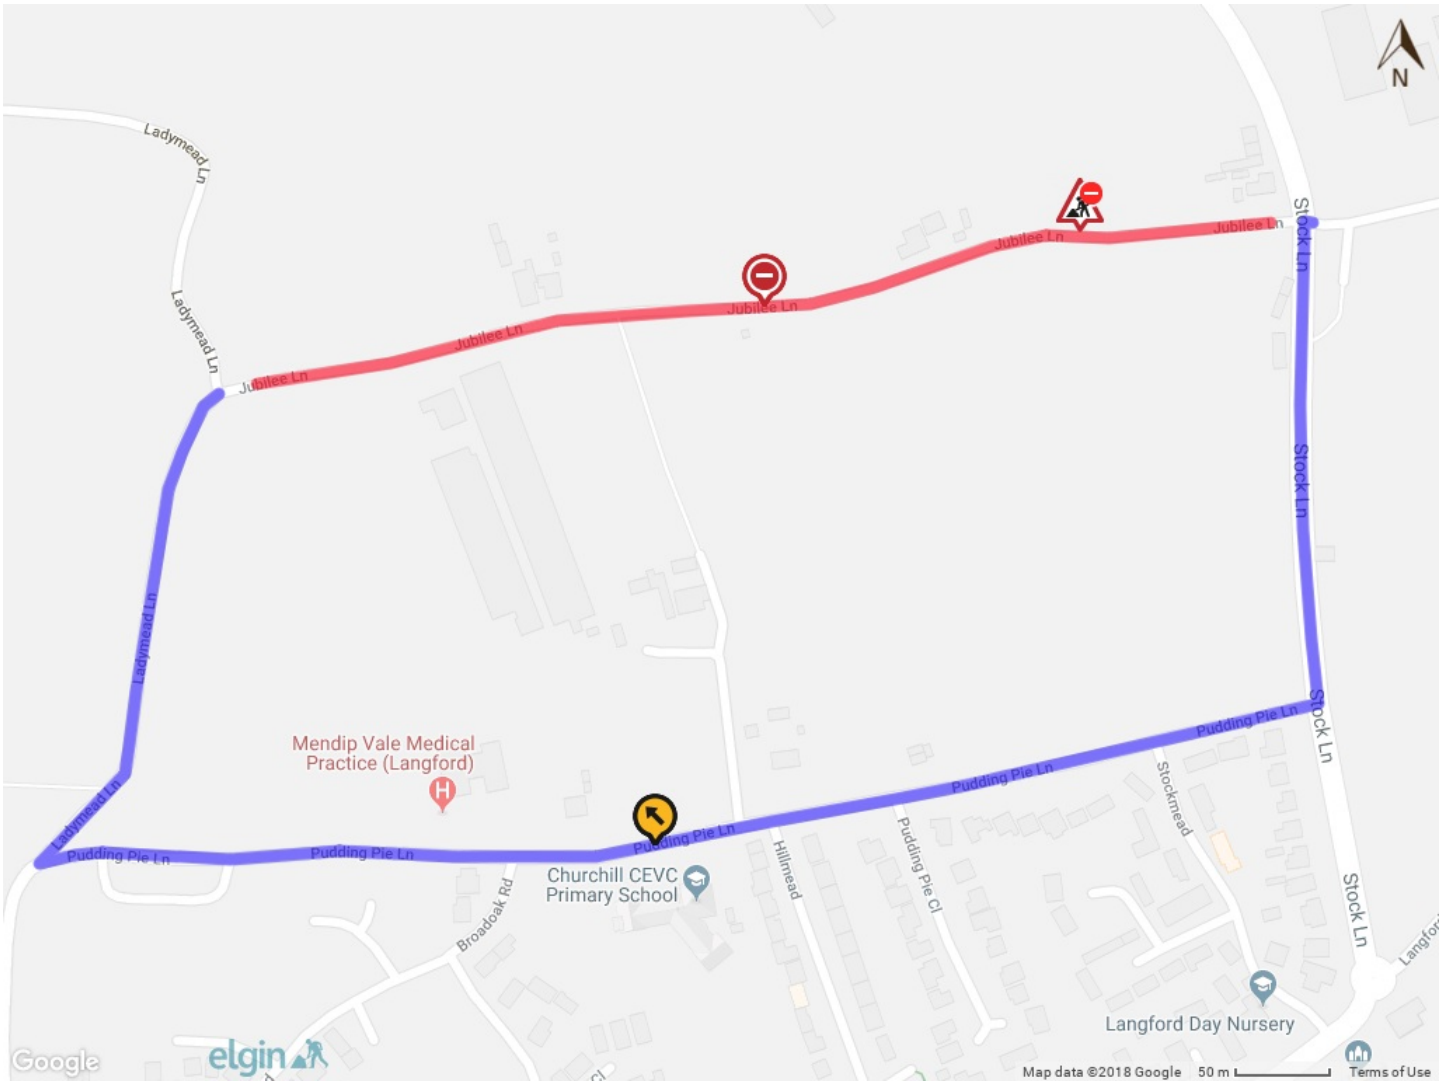 N
Ladymead Ln
Stock Ln
Jubilee Ln
Jubilee Ln
Jubilee Ln
Ladymead Ln
Jubilee Ln
Jubilee Ln
Stock Ln
Ladymead Ln
Stock Ln
Pudding Pie Ln
Mendip Vale Medical
Practice (Langford)
H
Pudding Pie Ln
Stockmead
Ladymead Ln
Pudding Pie Ln
Pudding Pie Ln
Pudding Pie Ln
Hillmead
Pudding Pie Cl
Churchill CEVC
Primary School
Broadoak Rd
Stock Ln
Langford Day Nursery
elgin
Google
Map data ©2018 Google
50 m
Terms of Use